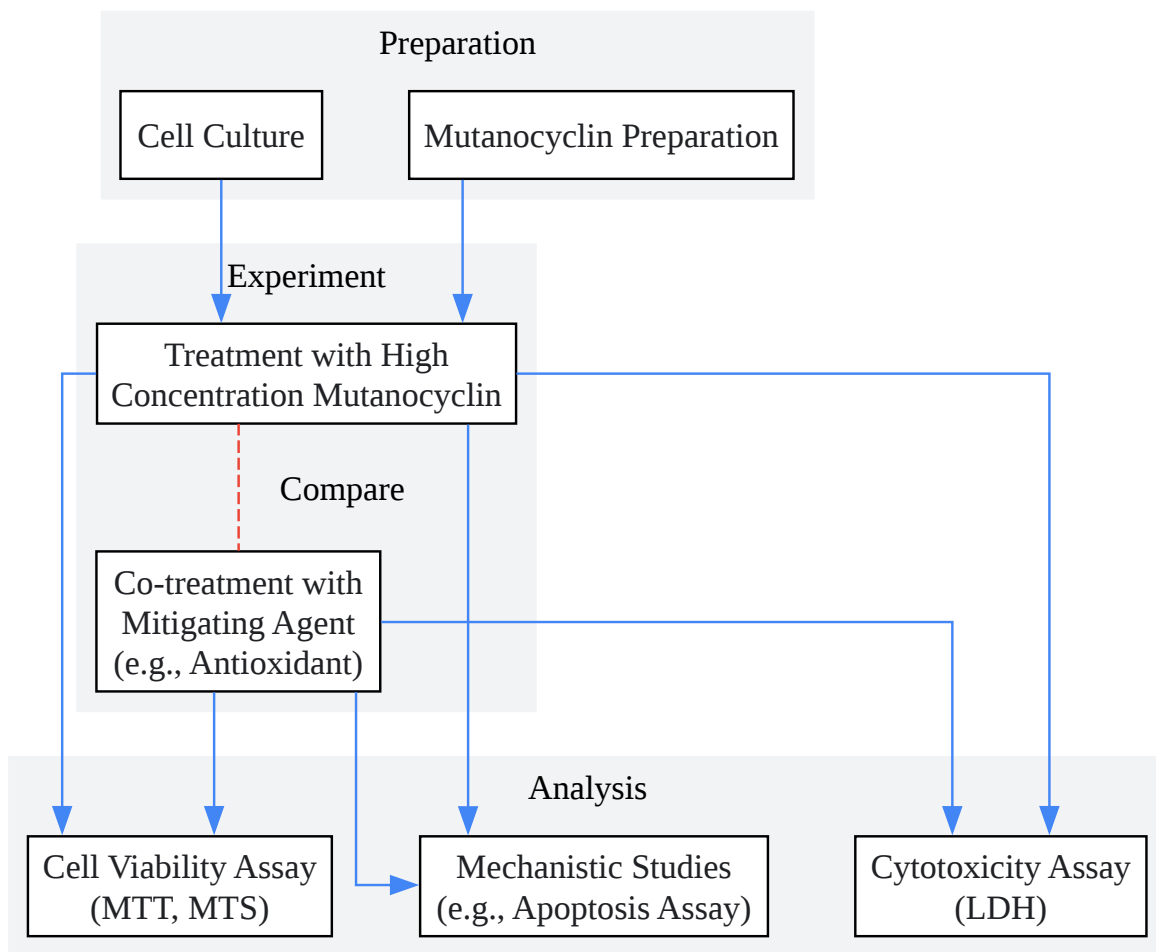 Preparation
Cell Culture
Mutanocyclin Preparation
Experiment
Treatment with High
Concentration Mutanocyclin
Compare
Co-treatment with
Mitigating Agent
(e.g., Antioxidant)
Analysis
Cell Viability Assay
(MTT, MTS)
Mechanistic Studies
(e.g., Apoptosis Assay)
Cytotoxicity Assay
(LDH)